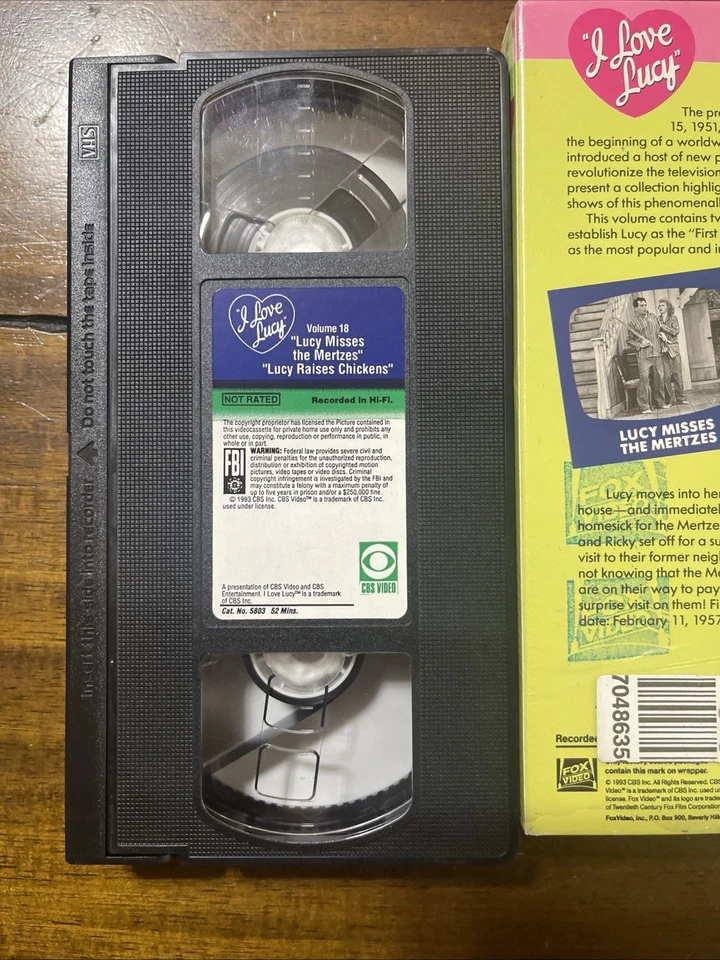 VHS
Do not touch the tape inside
Insert this side into recorder
"I Love
Lucy"
Volume 18
"Lucy Misses
the Mertzes"
"Lucy Raises Chickens"
NOT RATED Recorded in Hi-Fi.
The copyright proprietor has licensed the Picture contained in
this videocassette for private home use only and prohibits any
other use, copying, reproduction or performance in public, in
whole or in part.
FBI
WARNING: Federal law provides severe civil and
criminal penalties for the unauthorized reproduction,
distribution or exhibition of copyrighted motion
pictures, video tapes or video discs. Criminal
copyright infringement is investigated by the FBI and
may constitute a felony with a maximum penalty of
up to five years in prison and/or a $250,000 fine.
© 1993 CBS Inc. CBS Video™ is a trademark of CBS Inc.
used under license.
CBS VIDEO
A presentation of CBS Video and CBS
Entertainment. I Love Lucy™ is a trademark
of CBS Inc.
Cat. No. 5803 52 Mins.
"I Love
Lucy"
The pre
15, 1951,
the beginning of a worldw
introduced a host of new p
revolutionize the television
present a collection highlig
shows of this phenomenall
This volume contains tw
establish Lucy as the "First
as the most popular and in
LUCY MISSES
THE MERTZES
FOX
VIDEO
Lucy moves into her
house—and immediatel
homesick for the Mertze
and Ricky set off for a su
visit to their former neigh
not knowing that the Me
are on their way to pay
surprise visit on them! Fi
date: February 11, 1957
FOX
VIDEO
7048635
Recorded
contain this mark on wrapper.
FOX
VIDEO
© 1993 CBS Inc. All Rights Reserved. CBS
Video™ is a trademark of CBS Inc. used un
license. Fox Video™ and its logo are trade
of Twentieth Century Fox Film Corporation
FoxVideo, Inc., P.O. Box 900, Beverly Hills